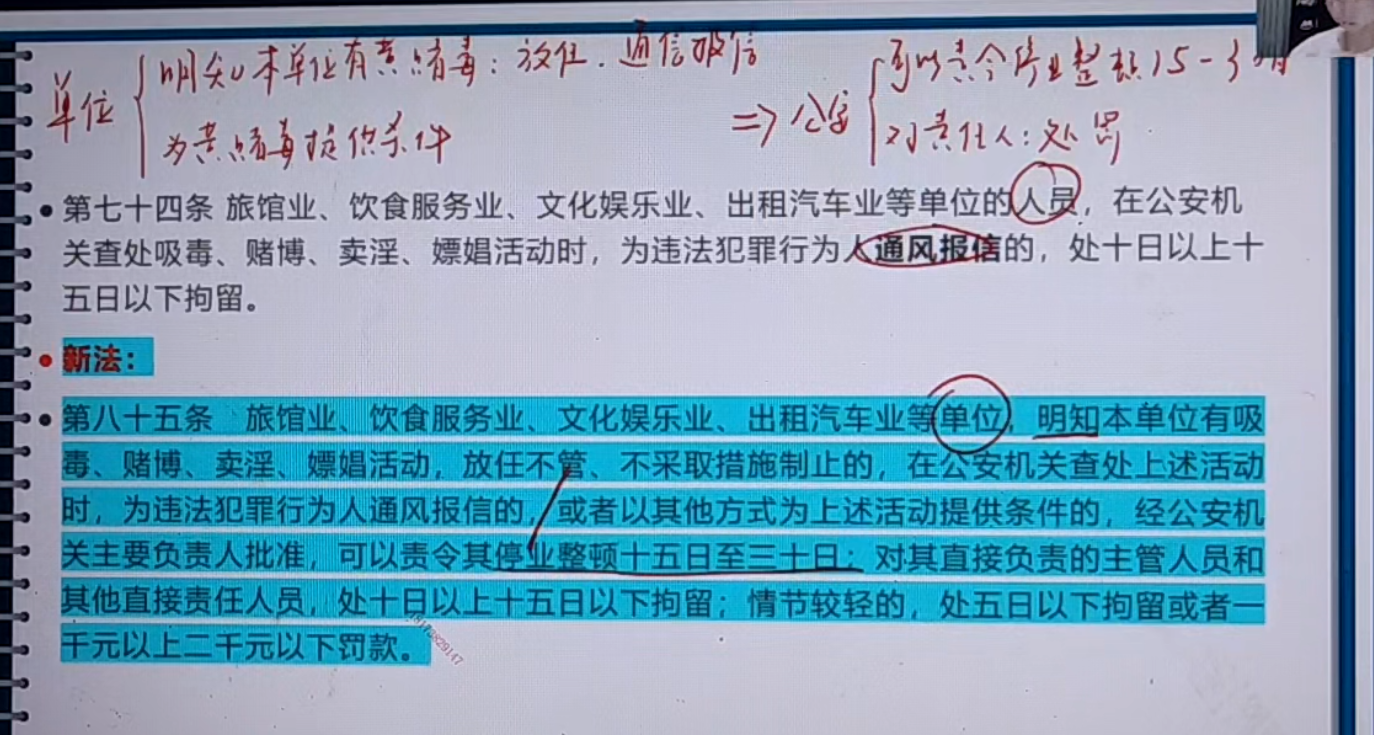 单位 明知本单位有黄赌毒：放任．通信报信
为黄赌毒提供条件
⇒ 公安 可以责令停业整顿15-3月
对责任人：处罚
• 第七十四条 旅馆业、饮食服务业、文化娱乐业、出租汽车业等单位的人员，在公安机
关查处吸毒、赌博、卖淫、嫖娼活动时，为违法犯罪行为人通风报信的，处十日以上十
五日以下拘留。
• 新法：
• 第八十五条 旅馆业、饮食服务业、文化娱乐业、出租汽车业等单位，明知本单位有吸
毒、赌博、卖淫、嫖娼活动，放任不管、不采取措施制止的，在公安机关查处上述活动
时，为违法犯罪行为人通风报信的，或者以其他方式为上述活动提供条件的，经公安机
关主要负责人批准，可以责令其停业整顿十五日至三十日；对其直接负责的主管人员和
其他直接责任人员，处十日以上十五日以下拘留；情节较轻的，处五日以下拘留或者一
千元以上二千元以下罚款。